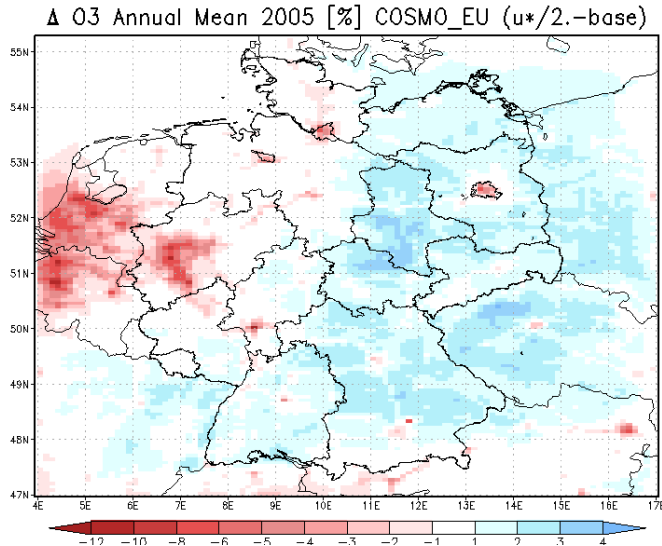 Δ O3 Annual Mean 2005 [%] COSMO_EU (u*/2.-base)
55N
54N
53N
52N
51N
50N
49N
48N
47N
4E 5E 6E 7E 8E 9E 10E 11E 12E 13E 14E 15E 16E 17E
-12 -10 -8 -6 -5 -4 -3 -2 -1 1 2 3 4